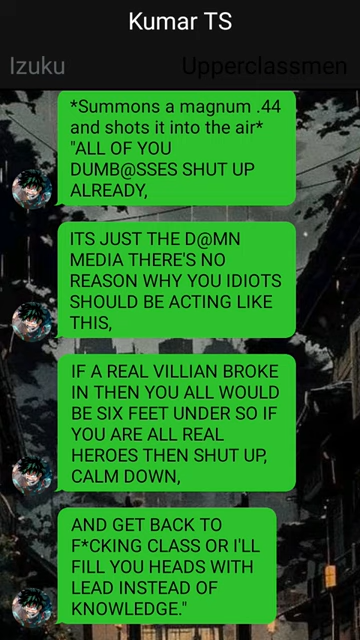 Kumar TS
Izuku
Upperclassmen
*Summons a magnum .44
and shots it into the air*
"ALL OF YOU
DUMB@SSES SHUT UP
ALREADY,
ITS JUST THE D@MN
MEDIA THERE'S NO
REASON WHY YOU IDIOTS
SHOULD BE ACTING LIKE
THIS,
IF A REAL VILLIAN BROKE
IN THEN YOU ALL WOULD
BE SIX FEET UNDER SO IF
YOU ARE ALL REAL
HEROES THEN SHUT UP,
CALM DOWN,
AND GET BACK TO
F*CKING CLASS OR I'LL
FILL YOU HEADS WITH
LEAD INSTEAD OF
KNOWLEDGE."